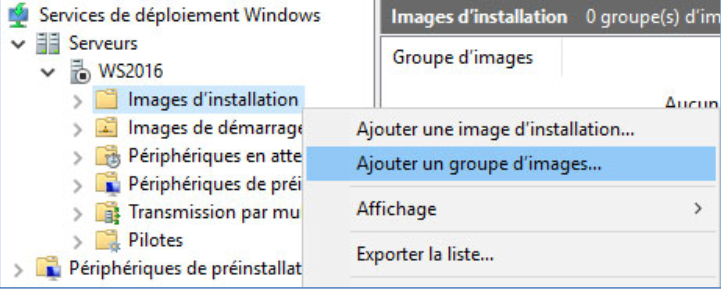 Services de déploiement Windows
Serveurs
WS2016
Images d'installation
Images de démarrage
Périphériques en atte
Périphériques de préi
Transmission par mu
Pilotes
Périphériques de préinstallat
Images d'installation 0 groupe(s) d'im
Groupe d'images
Aucun
Ajouter une image d'installation...
Ajouter un groupe d'images...
Affichage
Exporter la liste...